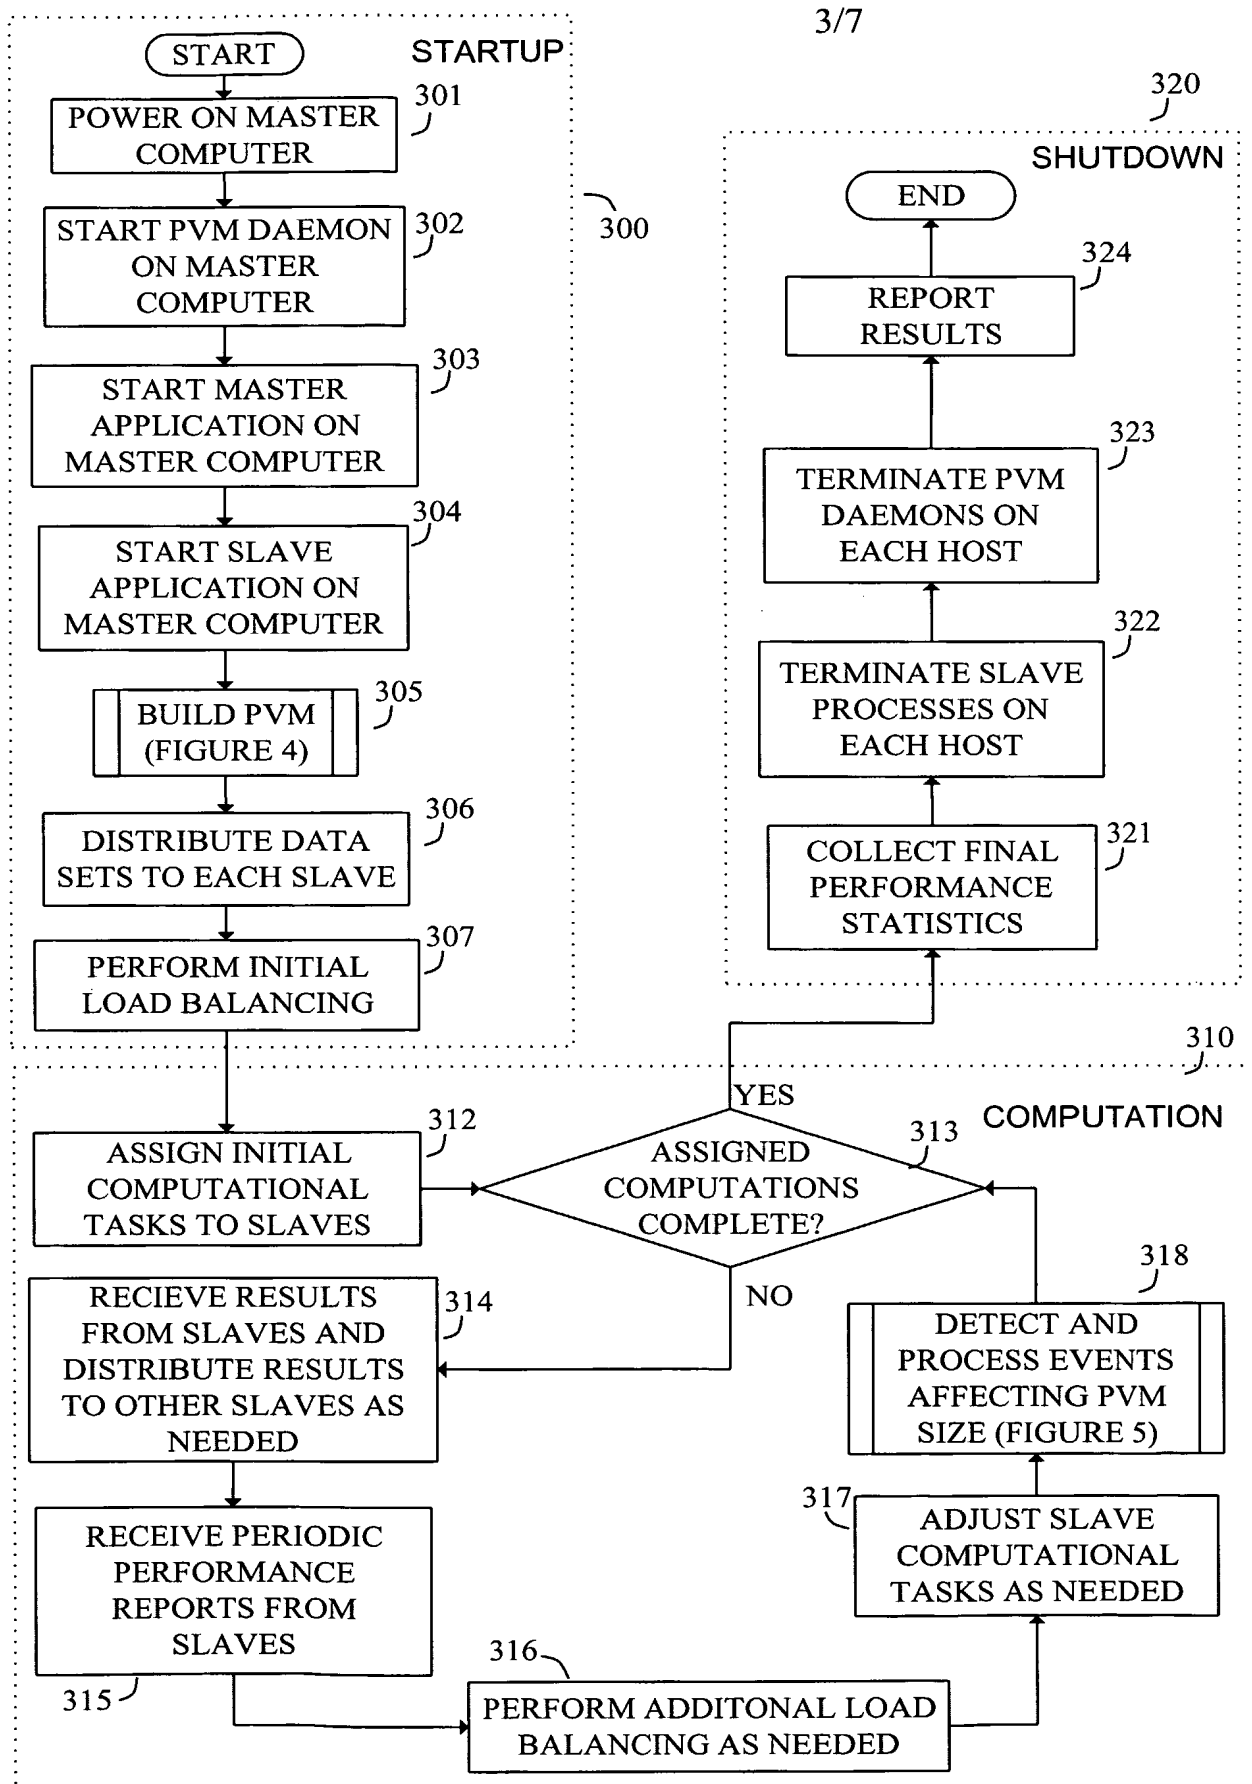 3/7
STARTUP
START
301
POWER ON MASTER
COMPUTER
302
START PVM DAEMON
ON MASTER
COMPUTER
300
303
START MASTER
APPLICATION ON
MASTER COMPUTER
304
START SLAVE
APPLICATION ON
MASTER COMPUTER
305
BUILD PVM
(FIGURE 4)
306
DISTRIBUTE DATA
SETS TO EACH SLAVE
307
PERFORM INITIAL
LOAD BALANCING
320
SHUTDOWN
END
324
REPORT
RESULTS
323
TERMINATE PVM
DAEMONS ON
EACH HOST
322
TERMINATE SLAVE
PROCESSES ON
EACH HOST
321
COLLECT FINAL
PERFORMANCE
STATISTICS
310
COMPUTATION
312
ASSIGN INITIAL
COMPUTATIONAL
TASKS TO SLAVES
YES
313
ASSIGNED
COMPUTATIONS
COMPLETE?
NO
314
RECIEVE RESULTS
FROM SLAVES AND
DISTRIBUTE RESULTS
TO OTHER SLAVES AS
NEEDED
315
RECEIVE PERIODIC
PERFORMANCE
REPORTS FROM
SLAVES
316
PERFORM ADDITONAL LOAD
BALANCING AS NEEDED
317
ADJUST SLAVE
COMPUTATIONAL
TASKS AS NEEDED
318
DETECT AND
PROCESS EVENTS
AFFECTING PVM
SIZE (FIGURE 5)